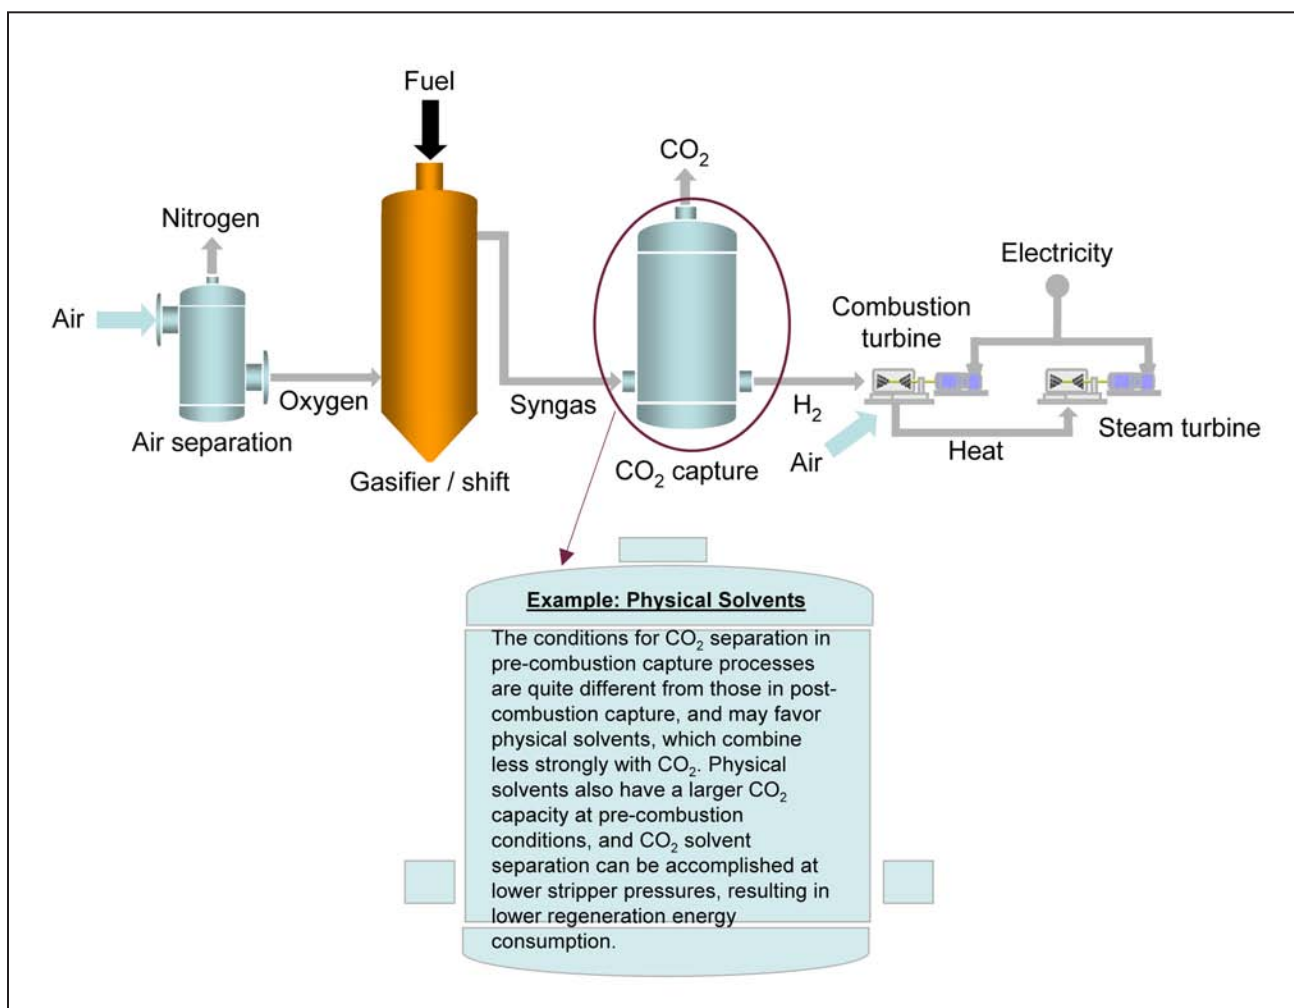 Fuel
CO₂
Nitrogen
Electricity
Air
Combustion
turbine
Oxygen
Syngas
H₂
Air separation
Steam turbine
Heat
Air
CO₂ capture
Gasifier / shift
Example: Physical Solvents
The conditions for CO₂ separation in
pre-combustion capture processes
are quite different from those in post-
combustion capture, and may favor
physical solvents, which combine
less strongly with CO₂. Physical
solvents also have a larger CO₂
capacity at pre-combustion
conditions, and CO₂ solvent
separation can be accomplished at
lower stripper pressures, resulting in
lower regeneration energy
consumption.